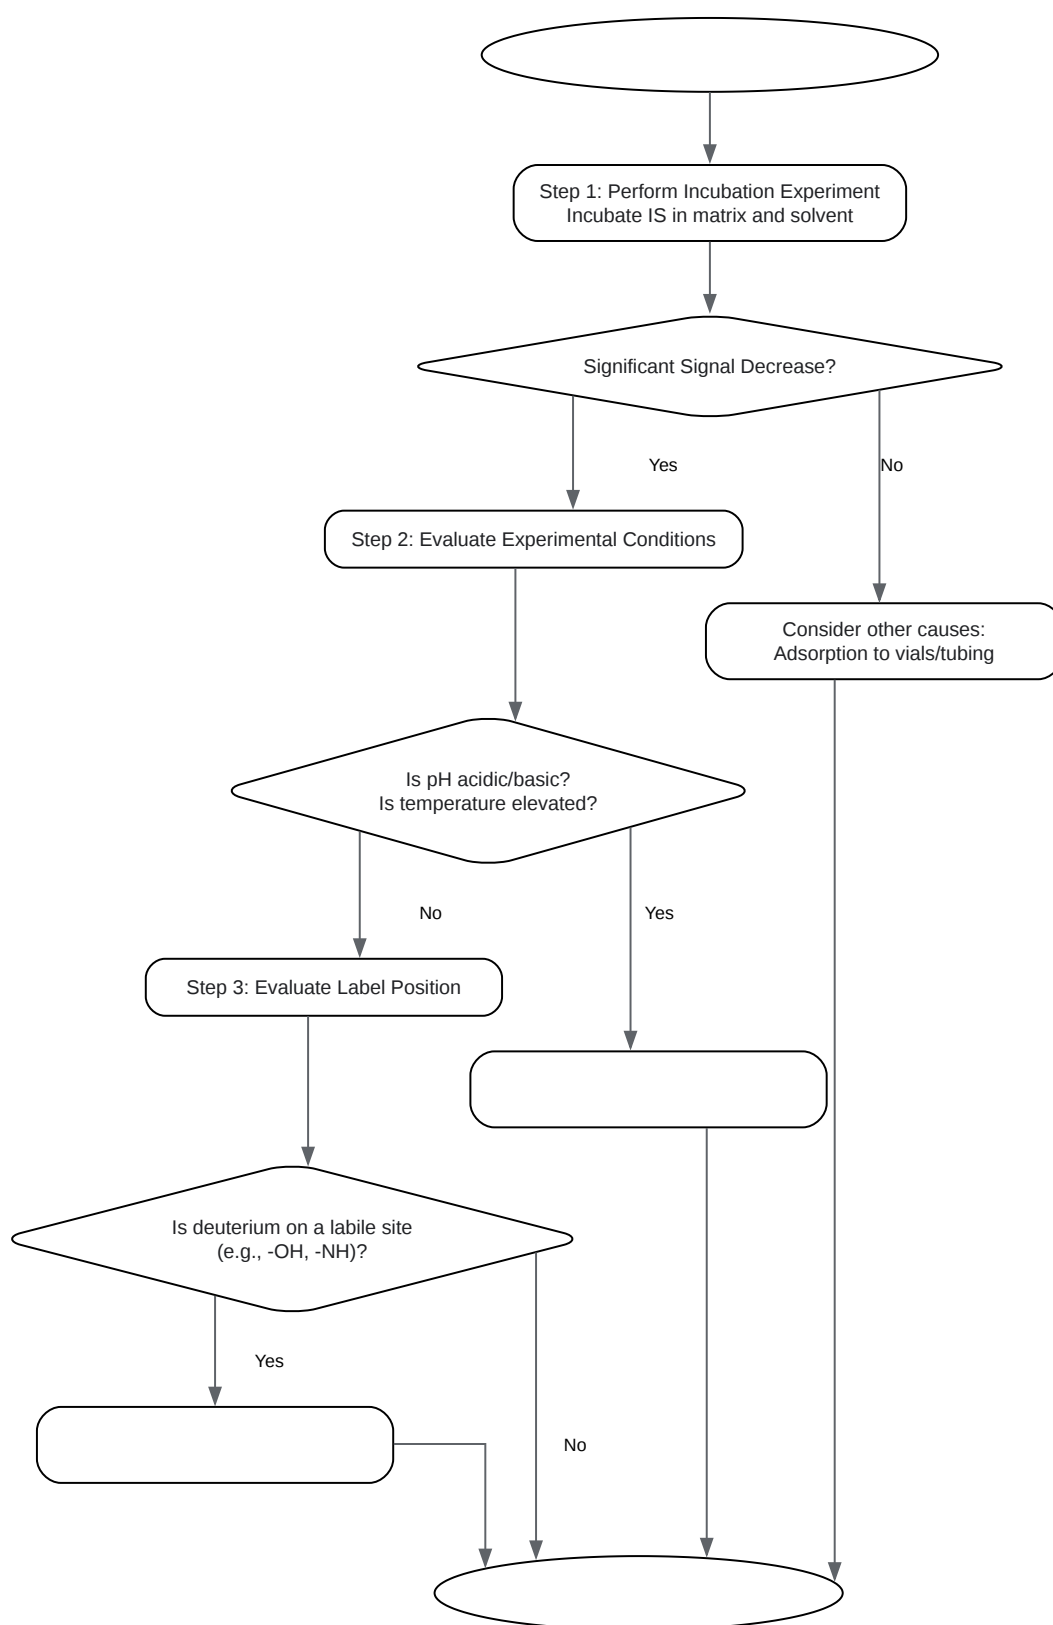 Step 1: Perform Incubation Experiment
Incubate IS in matrix and solvent
Significant Signal Decrease?
Yes
No
Step 2: Evaluate Experimental Conditions
Consider other causes:
Adsorption to vials/tubing
Is pH acidic/basic?
Is temperature elevated?
No
Yes
Step 3: Evaluate Label Position
Is deuterium on a labile site
(e.g., -OH, -NH)?
Yes
No